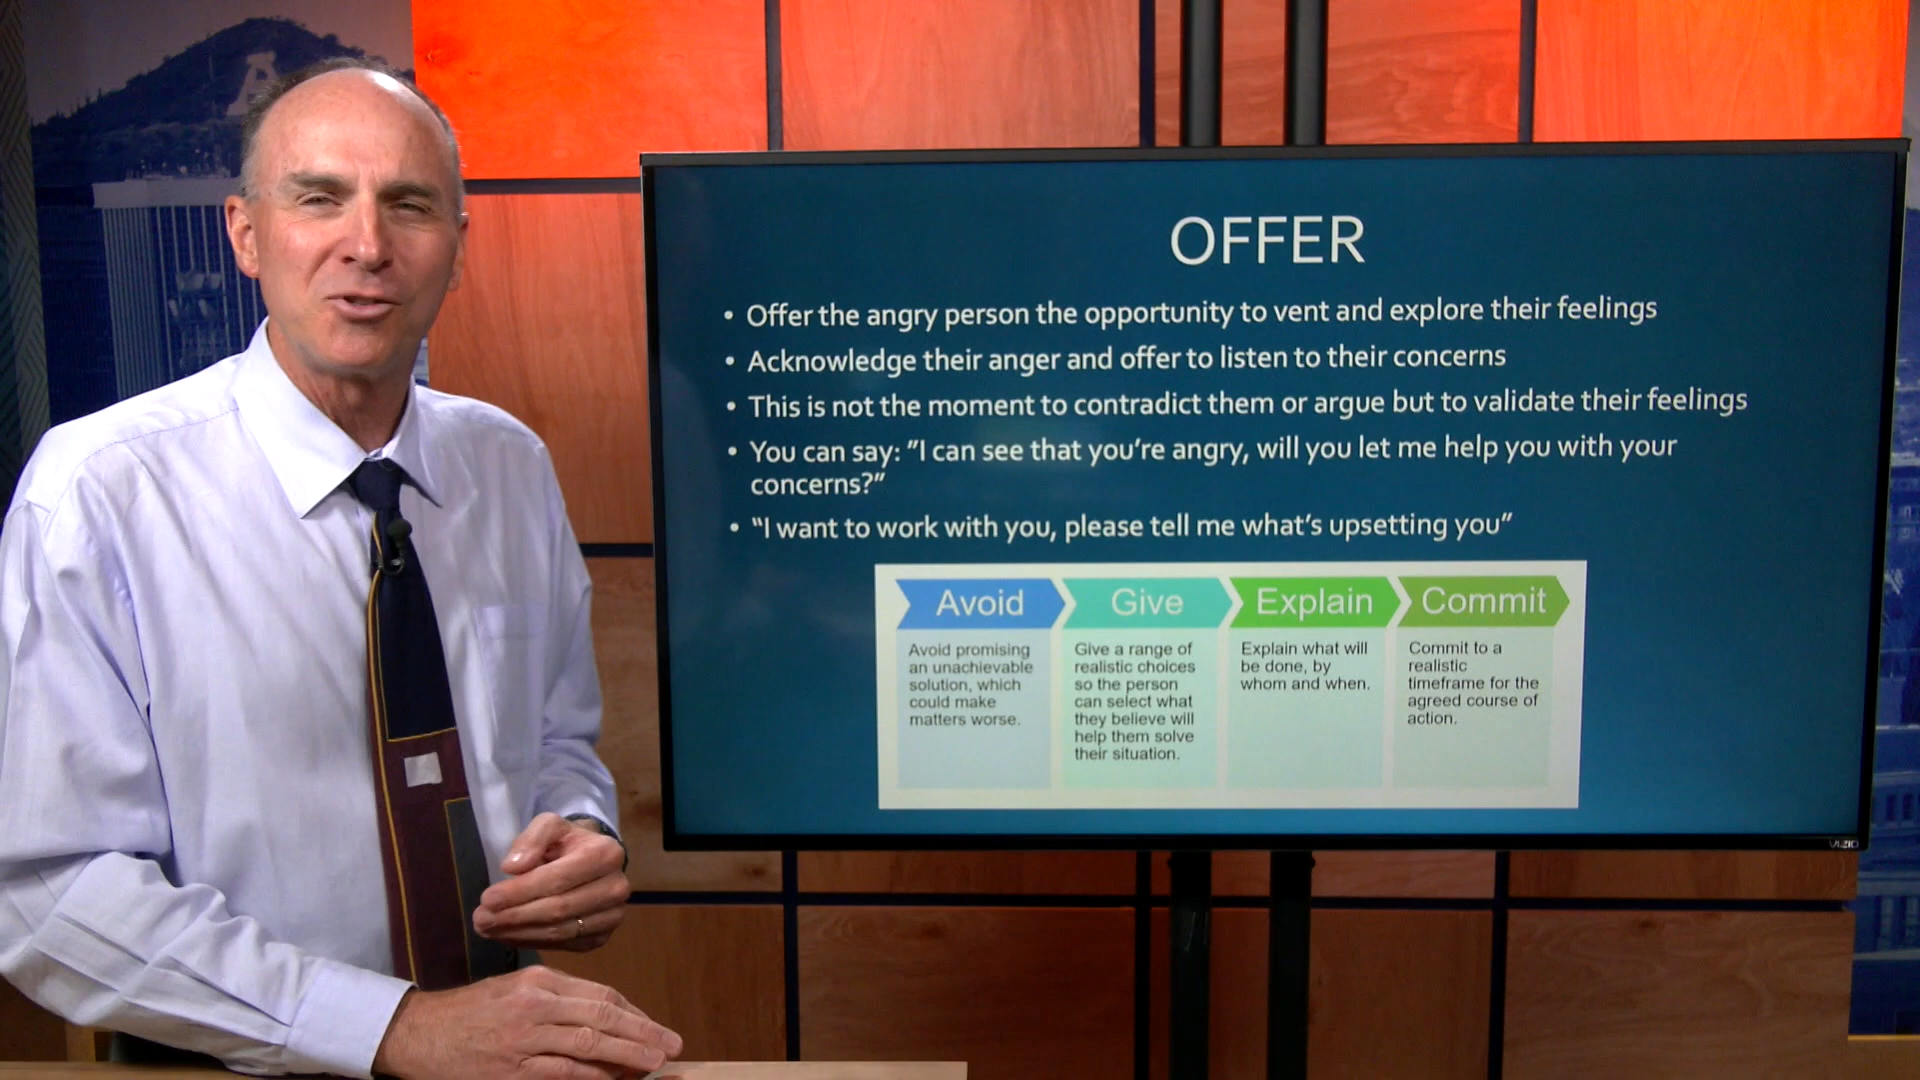 A
OFFER
• Offer the angry person the opportunity to vent and explore their feelings
• Acknowledge their anger and offer to listen to their concerns
• This is not the moment to contradict them or argue but to validate their feelings
• You can say: "I can see that you're angry, will you let me help you with your
concerns?"
• "I want to work with you, please tell me what's upsetting you"
Avoid
Avoid promising
an unachievable
solution, which
could make
matters worse.
Give
Give a range of
realistic choices
so the person
can select what
they believe will
help them solve
their situation.
Explain
Explain what will
be done, by
whom and when.
Commit
Commit to a
realistic
timeframe for the
agreed course of
action.
VIZIO